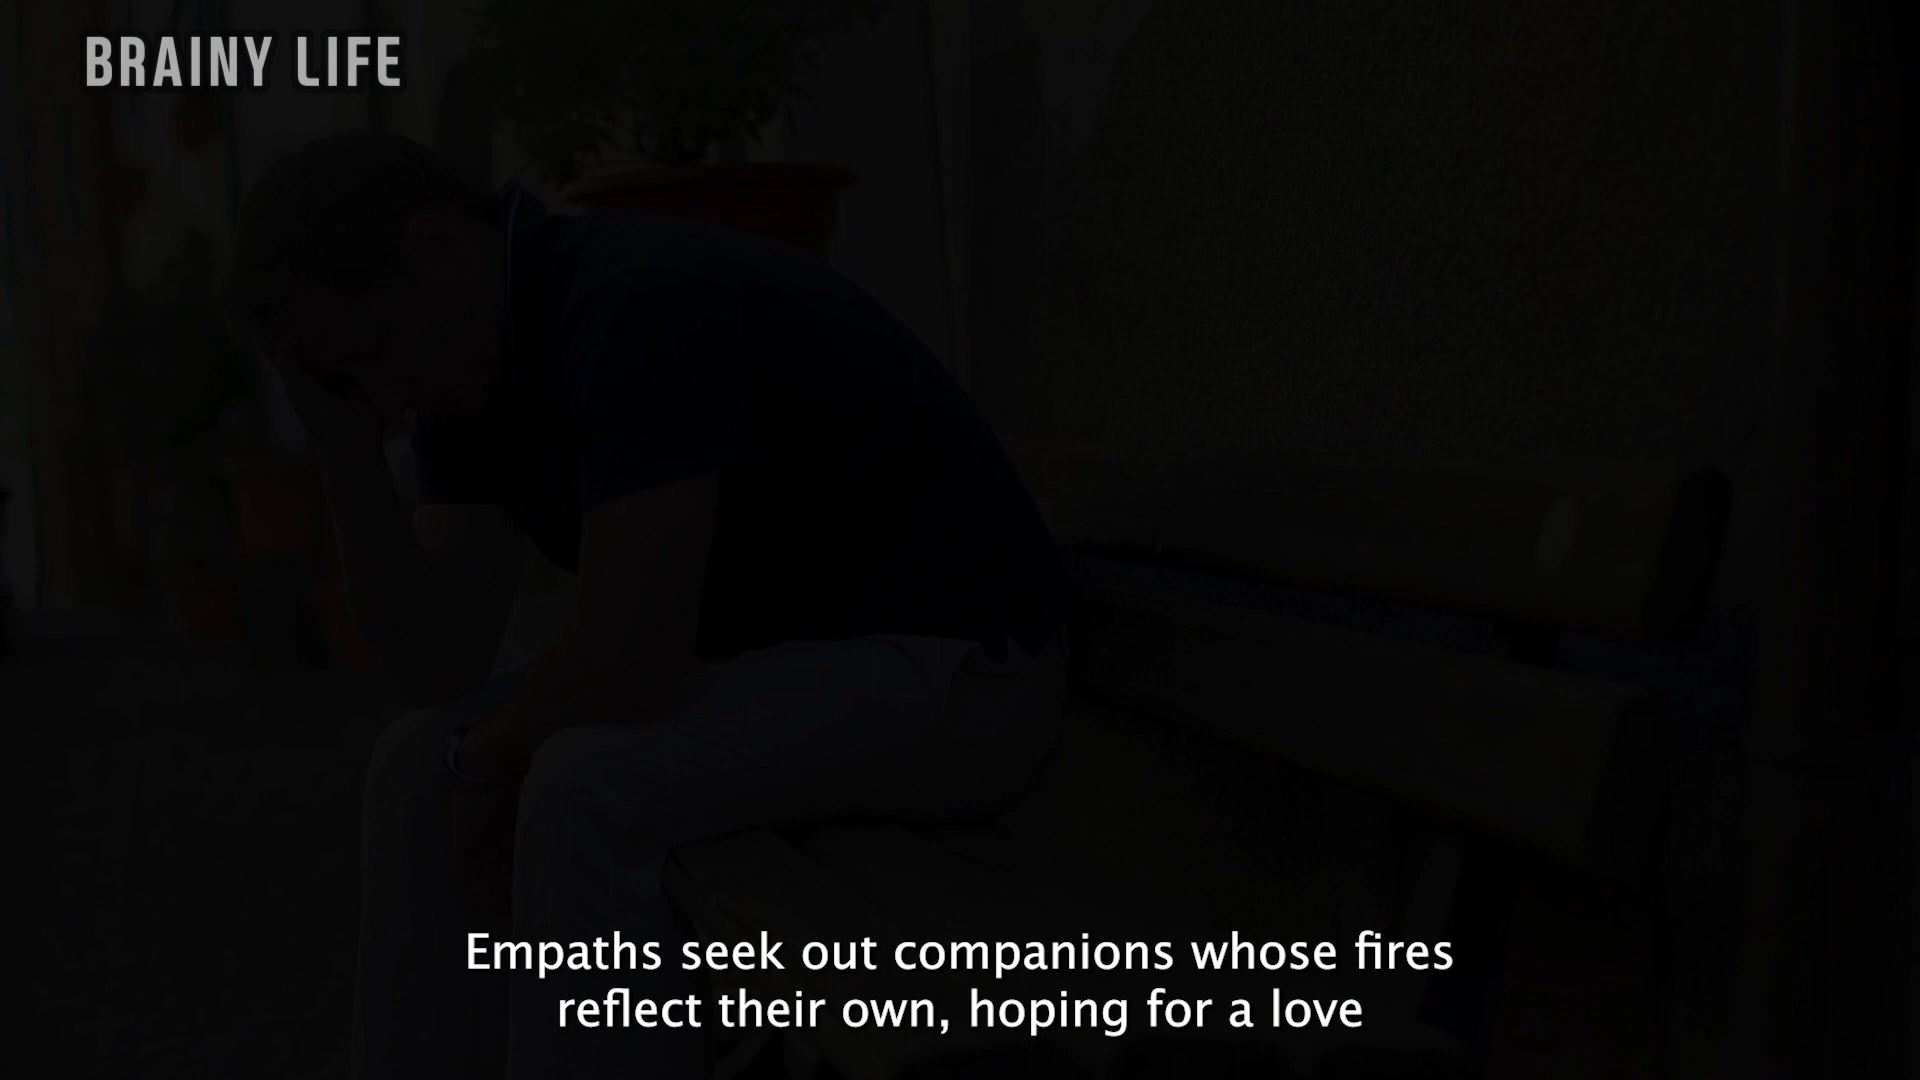 BRAINY LIFE
Empaths seek out companions whose fires
reflect their own, hoping for a love